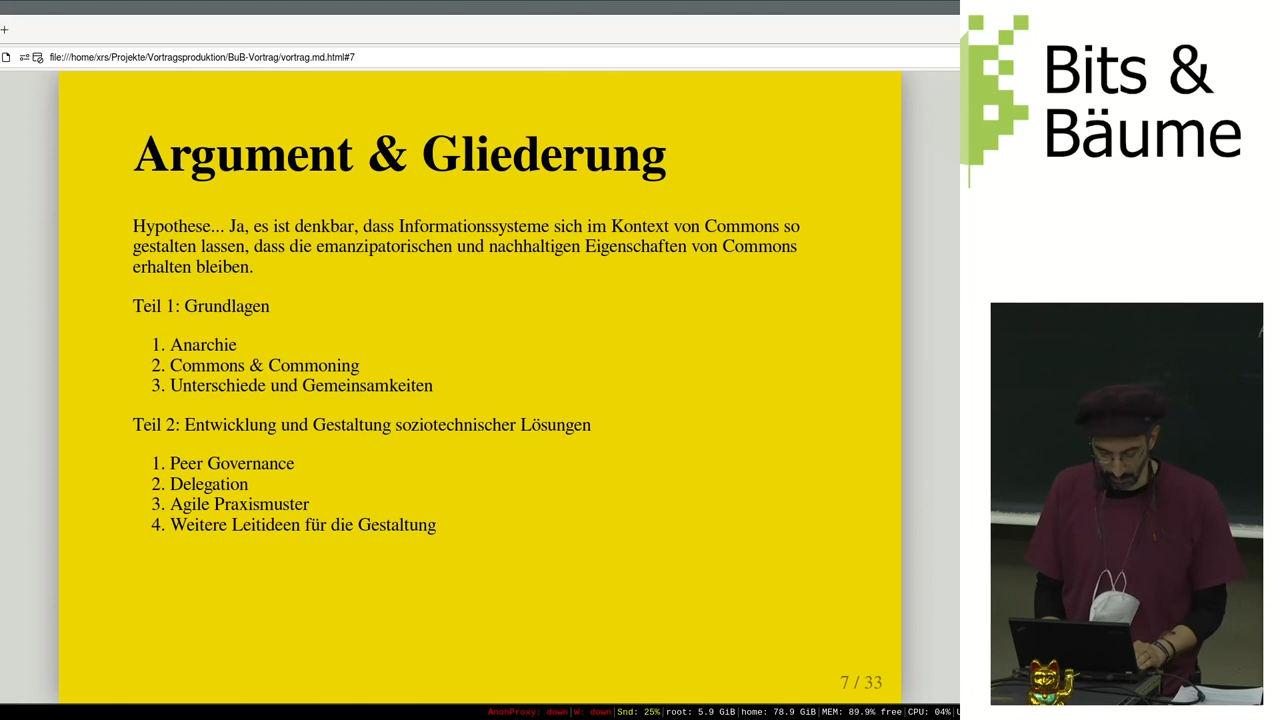 +
file:///home/xrs/Projekte/Vortragsproduktion/BuB-Vortrag/vortrag.md.html#7
Bits &
Bäume
Argument & Gliederung
Hypothese... Ja, es ist denkbar, dass Informationssysteme sich im Kontext von Commons so
gestalten lassen, dass die emanzipatorischen und nachhaltigen Eigenschaften von Commons
erhalten bleiben.
Teil 1: Grundlagen
1. Anarchie
2. Commons & Commoning
3. Unterschiede und Gemeinsamkeiten
Teil 2: Entwicklung und Gestaltung soziotechnischer Lösungen
1. Peer Governance
2. Delegation
3. Agile Praxismuster
4. Weitere Leitideen für die Gestaltung
7 / 33
AnonProxy: down|W: down|Snd: 25%|root: 5.9 GiB|home: 78.9 GiB|MEM: 89.9% free|CPU: 04%|